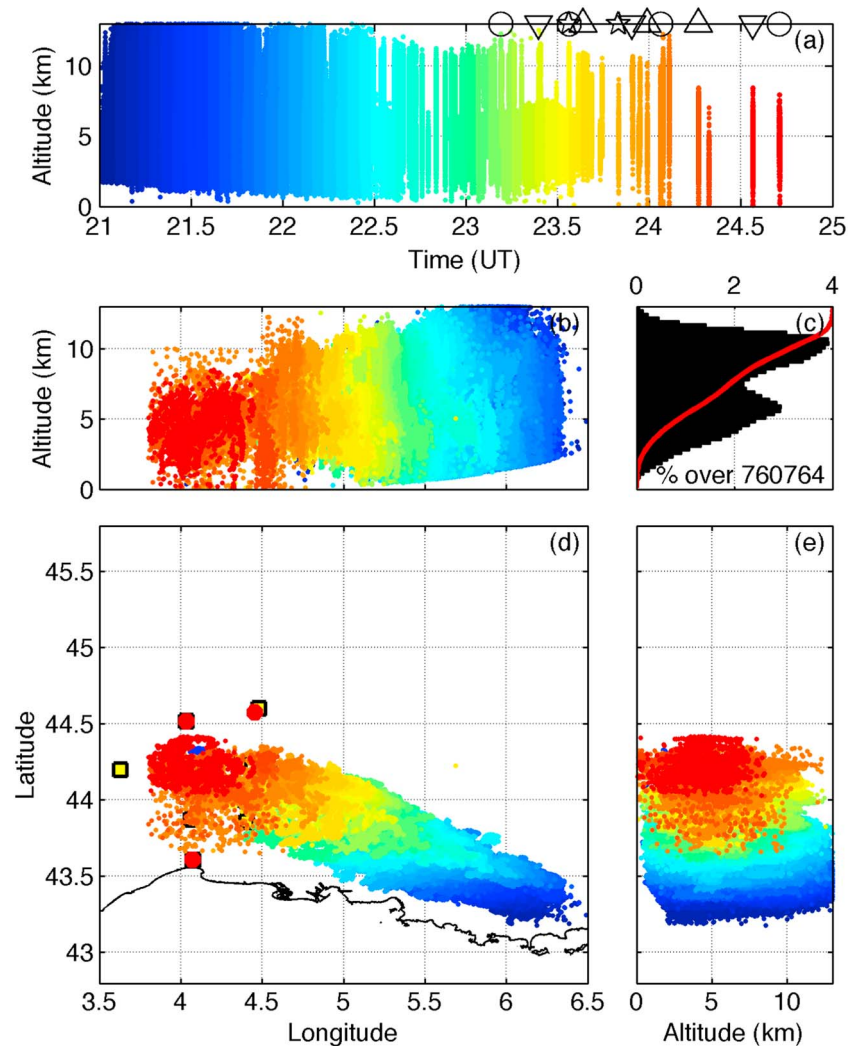 (a)
Altitude (km)
10
5
0
21 21.5 22 22.5 23 23.5 24 24.5 25
Time (UT)
0 2 4
(b)
(c)
Altitude (km)
10
5
0
% over 760764
(d)
(e)
Latitude
45.5
45
44.5
44
43.5
43
3.5 4 4.5 5 5.5 6 6.5
0 5 10
Longitude
Altitude (km)